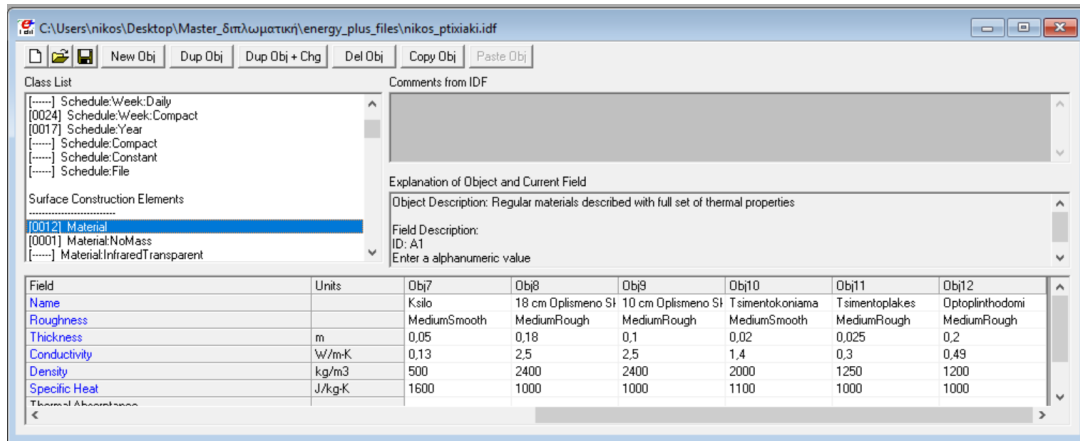 C:\Users\nikos\Desktop\Master_διπλωματική\energy_plus_files\nikos_ptixiaki.idf
New Obj Dup Obj Dup Obj + Chg Del Obj Copy Obj Paste Obj
Class List
[------] Schedule:Week:Daily
[0024] Schedule:Week:Compact
[0017] Schedule:Year
[------] Schedule:Compact
[------] Schedule:Constant
[------] Schedule:File
Surface Construction Elements
--------------------------
[0012] Material
[0001] Material:NoMass
[------] Material:InfraredTransparent
Comments from IDF
Explanation of Object and Current Field
Object Description: Regular materials described with full set of thermal properties
Field Description:
ID: A1
Enter a alphanumeric value
Field Units Obj7 Obj8 Obj9 Obj10 Obj11 Obj12
Name Ksilo 18 cm Oplismeno 10 cm Oplismeno Tsimentokoniama Tsimentoplakes Optoplinthodomi
Roughness MediumSmooth MediumRough MediumRough MediumSmooth MediumRough MediumRough
Thickness m 0,05 0,18 0,1 0,02 0,025 0,2
Conductivity W/m-K 0,13 2,5 2,5 1,4 0,3 0,49
Density kg/m3 500 2400 2400 2000 1250 1200
Specific Heat J/kg-K 1600 1000 1000 1100 1000 1000
Thermal Absorptance